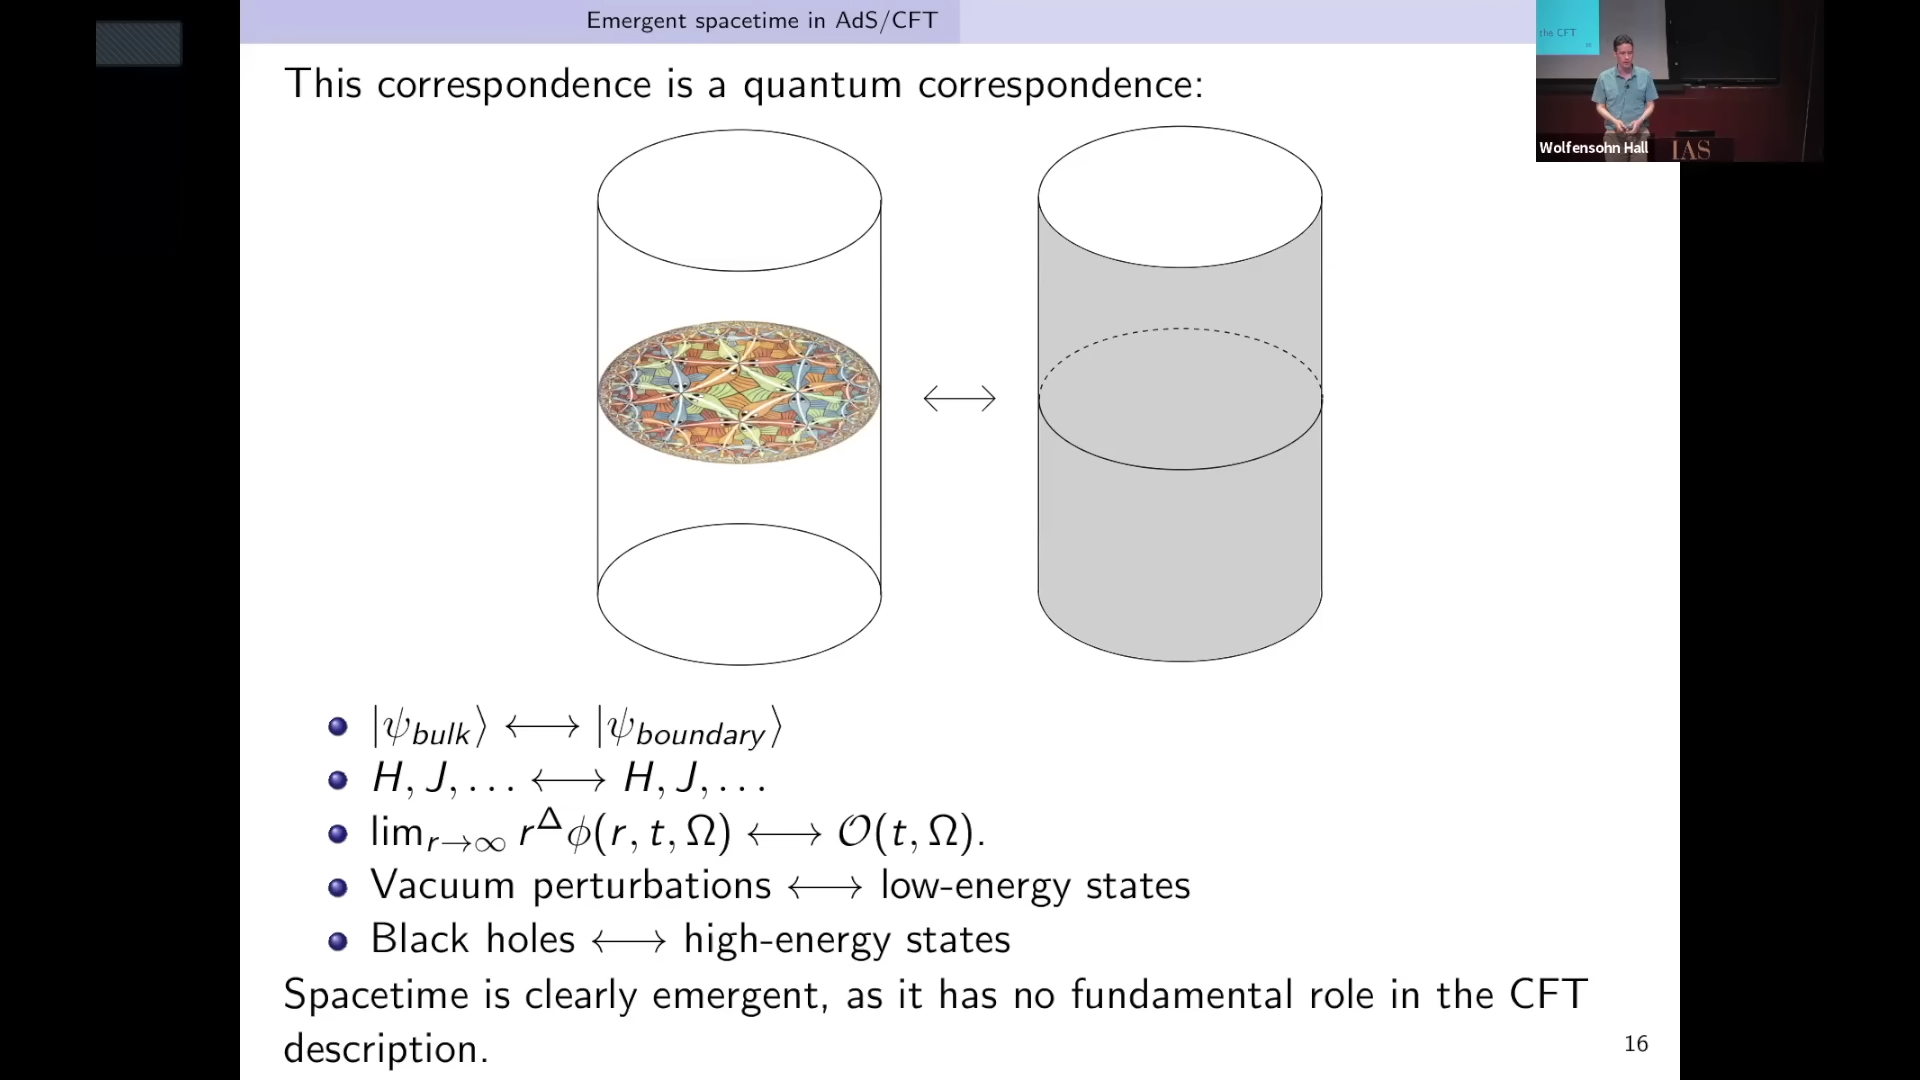 Emergent spacetime in AdS/CFT
This correspondence is a quantum correspondence:
the CFT
Wolfensohn Hall
IAS
|ψ_bulk⟩ ⟷ |ψ_boundary⟩
H, J, ... ⟷ H, J, ...
lim_{r→∞} r^Δ ϕ(r, t, Ω) ⟷ 𝒪(t, Ω).
Vacuum perturbations ⟷ low-energy states
Black holes ⟷ high-energy states
Spacetime is clearly emergent, as it has no fundamental role in the CFT
description.
16